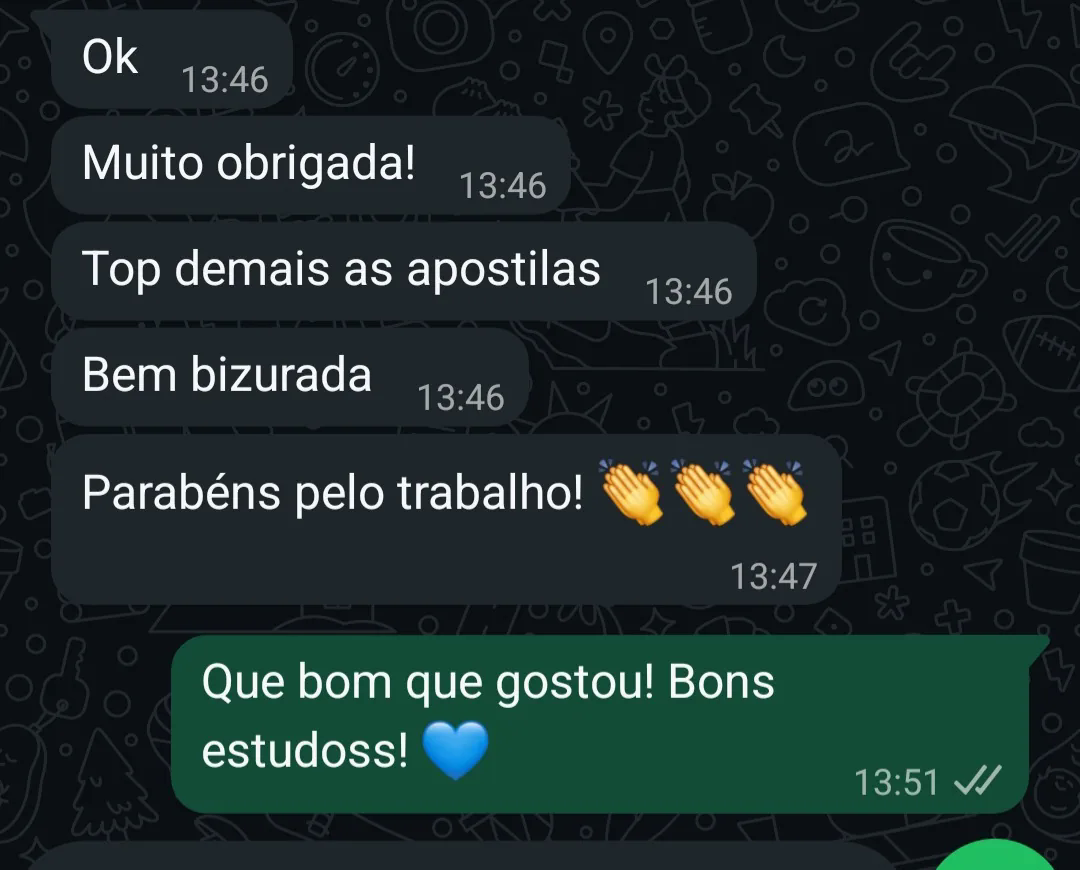 Ok
13:46
Muito obrigada!
13:46
Top demais as apostilas
13:46
Bem bizurada
13:46
Parabéns pelo trabalho! 👏👏👏
13:47
Que bom que gostou! Bons
estudoss! 💙
13:51